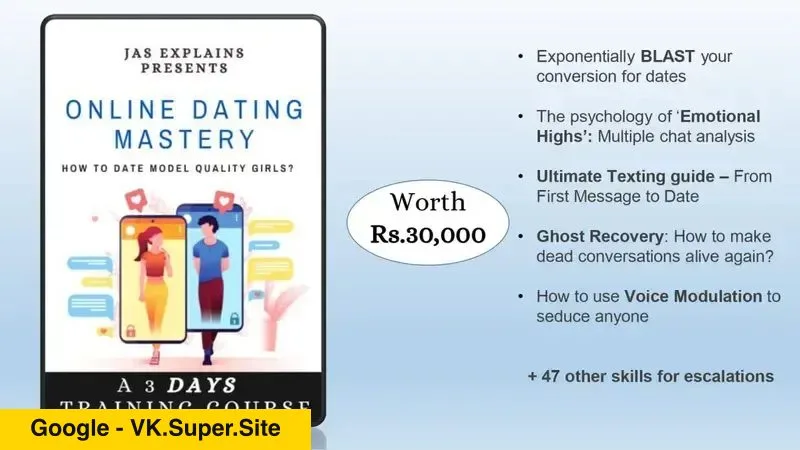 JAS EXPLAINS
PRESENTS
ONLINE DATING
MASTERY
HOW TO DATE MODEL QUALITY GIRLS?
A 3 DAYS
TRAINING COURSE
Google - VK.Super.Site
Worth
Rs.30,000
• Exponentially BLAST your
conversion for dates
• The psychology of ‘Emotional
Highs’: Multiple chat analysis
• Ultimate Texting guide – From
First Message to Date
• Ghost Recovery: How to make
dead conversations alive again?
• How to use Voice Modulation to
seduce anyone
+ 47 other skills for escalations